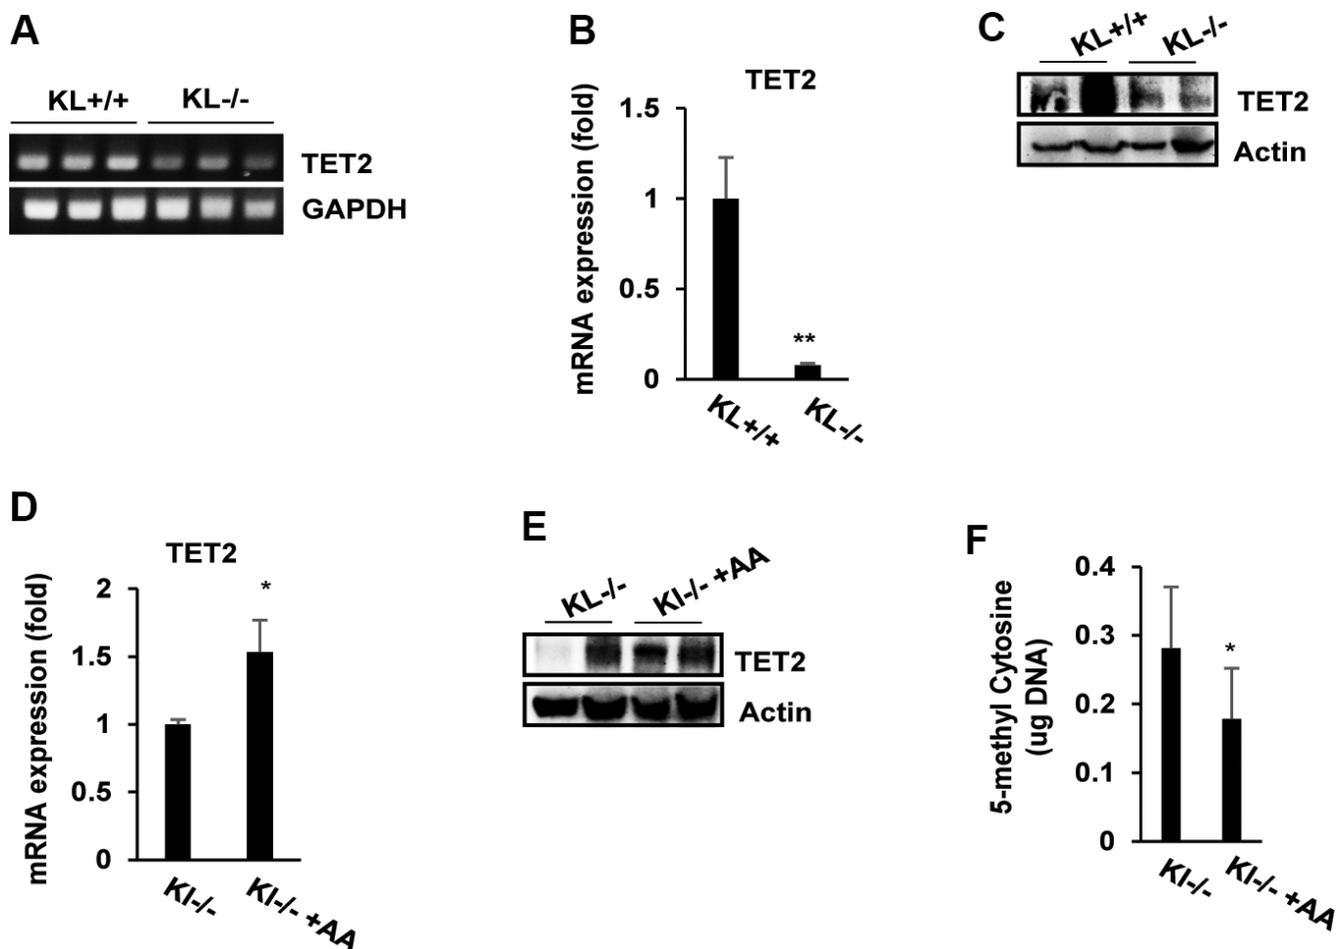 A
KL+/+ KL-/-
TET2
GAPDH
B
TET2
mRNA expression (fold)
1.5
1
0.5
0
**
KL+/+ KL-/-
C
KL+/+ KL-/-
TET2
Actin
D
TET2
mRNA expression (fold)
2
1.5
1
0.5
0
*
Kl-/- Kl-/- +AA
E
KL-/- Kl-/- +AA
TET2
Actin
F
5-methyl Cytosine
(ug DNA)
0.4
0.3
0.2
0.1
0
*
Kl-/- Kl-/- +AA